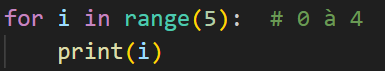 for i in range(5):  # 0 à 4
    print(i)